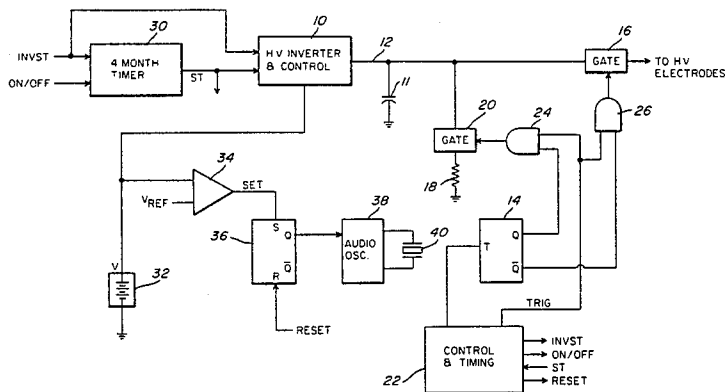 30
10
16
INVST
4 MONTH
TIMER
HV INVERTER
& CONTROL
12
GATE
TO HV
ELECTRODES
ON/OFF
ST
11
20
24
26
GATE
34
18
SET
VREF
38
14
36
S
Q
AUDIO
OSC.
40
Q
T
V
32
R
Q̅
Q̅
TRIG
RESET
CONTROL
& TIMING
INVST
ON/OFF
ST
RESET
22